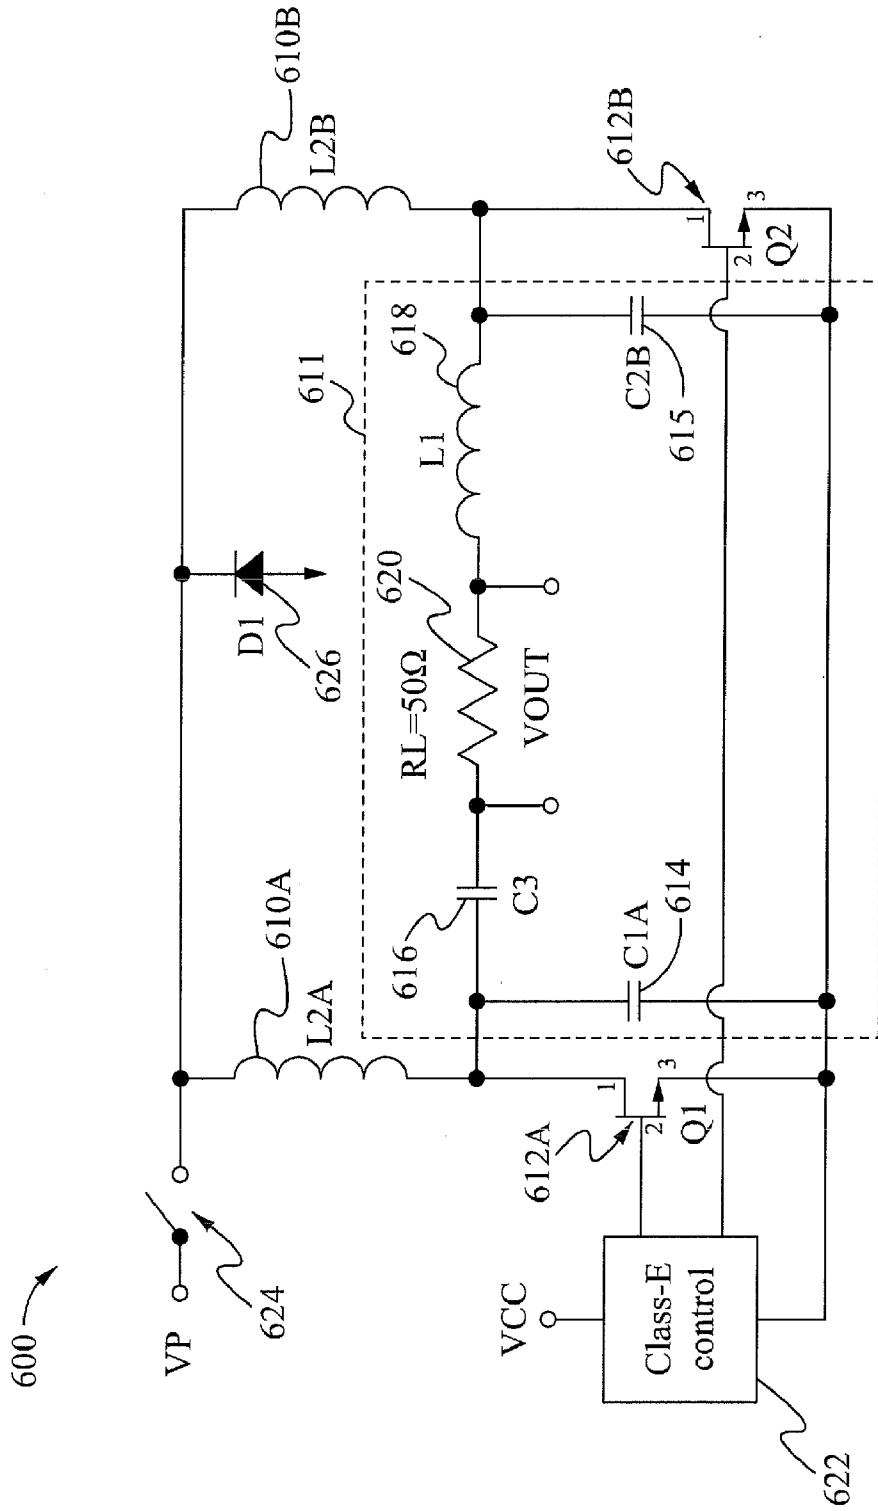 600
VP
624
610A
L2A
D1
626
L2B
610B
611
616
C3
RL=50Ω
620
VOUT
L1
618
VCC
Class-E
control
622
612A
1
2
3
Q1
C1A
614
C2B
615
612B
1
2
3
Q2